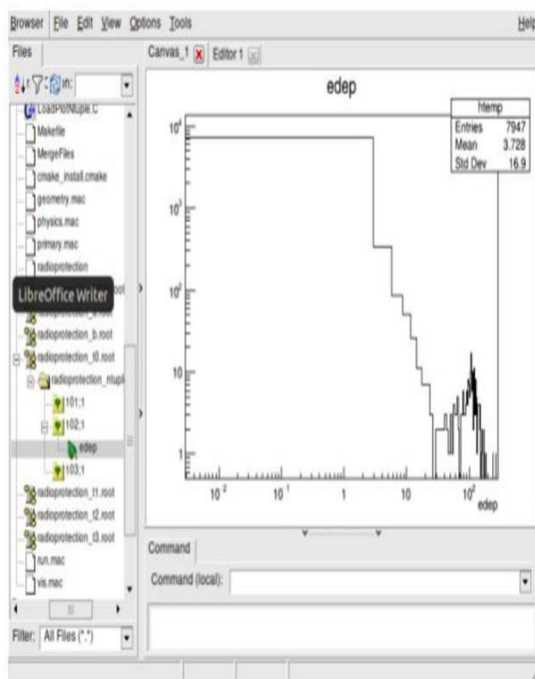 Browser File Edit View Options Tools Help
Files
Canvas_1 Editor 1
LoadPlotNtuple.C
Makefile
MergeFiles
cmake_install.cmake
geometry.mac
physics.mac
primary.mac
radioprotection
LibreOffice Writer
radioprotection_b.root
radioprotection_t0.root
radioprotection_ntupl
101;1
102;1
edep
103;1
radioprotection_t1.root
radioprotection_t2.root
radioprotection_t3.root
run.mac
vis.mac
Filter: All Files (*.*)
edep
htemp
Entries 7947
Mean 3.728
Std Dev 16.9
10⁴
10³
10²
10
1
10⁻² 10⁻¹ 1 10 10²
edep
Command
Command (local):